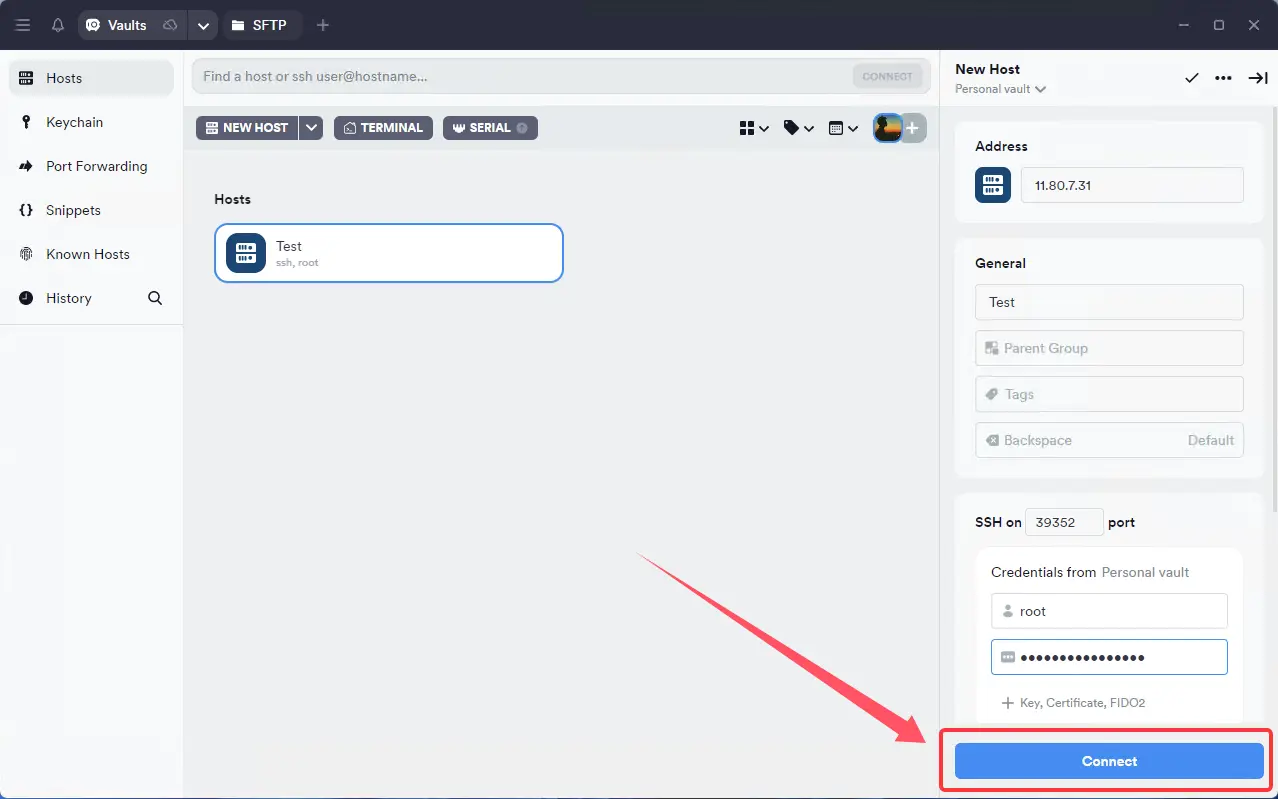 Vaults
SFTP
Hosts
Keychain
Port Forwarding
Snippets
Known Hosts
History
Find a host or ssh user@hostname...
CONNECT
NEW HOST
TERMINAL
SERIAL
Hosts
Test
ssh, root
New Host
Personal vault
Address
11.80.7.31
General
Test
Parent Group
Tags
Backspace Default
SSH on 39352 port
Credentials from Personal vault
root
••••••••••••••••
Key, Certificate, FIDO2
Connect